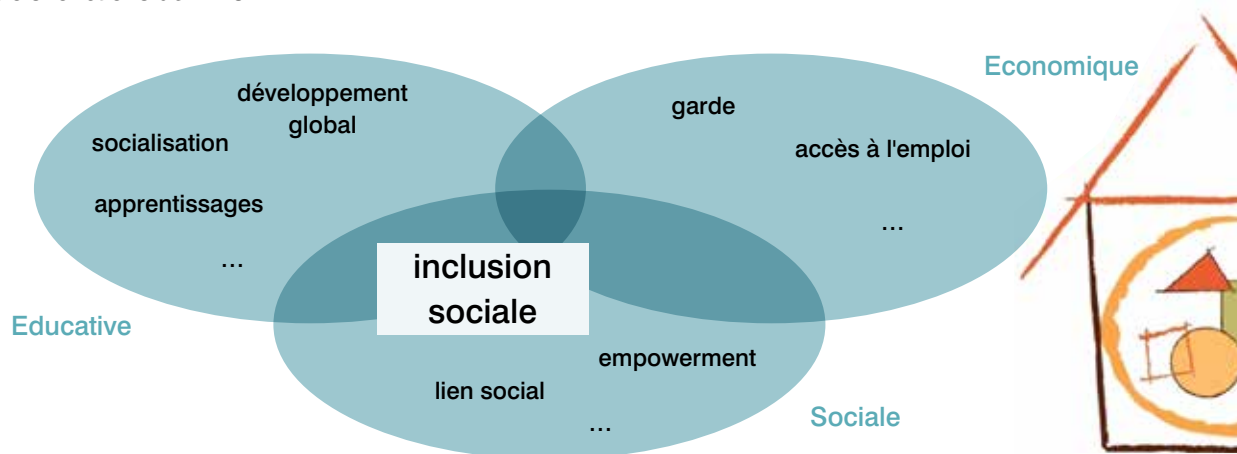 Economique
développement
global
garde
socialisation
accès à l'emploi
apprentissages
...
...
inclusion
sociale
Educative
empowerment
lien social
...
Sociale